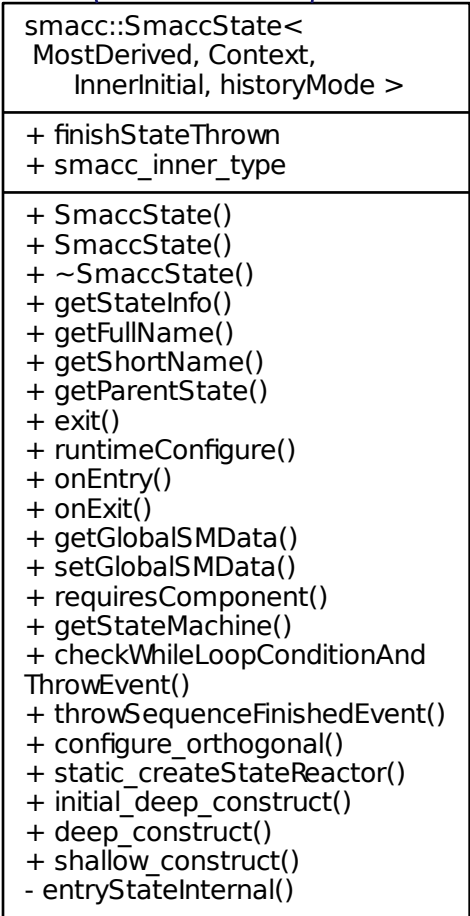 smacc::SmaccState<
MostDerived, Context,
InnerInitial, historyMode >
+ finishStateThrown
+ smacc_inner_type
+ SmaccState()
+ SmaccState()
+ ~SmaccState()
+ getStateInfo()
+ getFullName()
+ getShortName()
+ getParentState()
+ exit()
+ runtimeConfigure()
+ onEntry()
+ onExit()
+ getGlobalSMData()
+ setGlobalSMData()
+ requiresComponent()
+ getStateMachine()
+ checkWhileLoopConditionAnd
ThrowEvent()
+ throwSequenceFinishedEvent()
+ configure_orthogonal()
+ static_createStateReactor()
+ initial_deep_construct()
+ deep_construct()
+ shallow_construct()
- entryStateInternal()